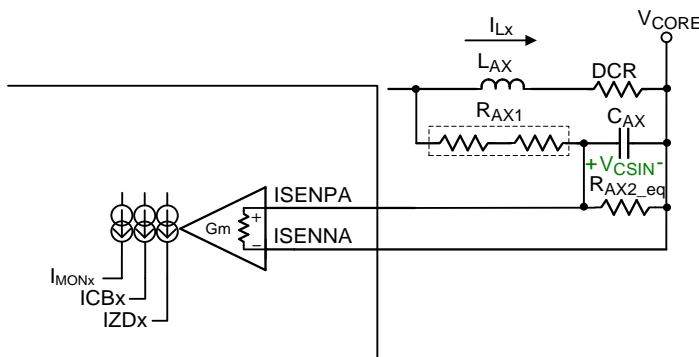 V_CORE
I_Lx
L_AX
DCR
R_AX1
C_AX
+V_CSIN-
R_AX2_eq
ISENPA
+
Gm
−
ISENNA
I_MONx
ICBx
IZDx